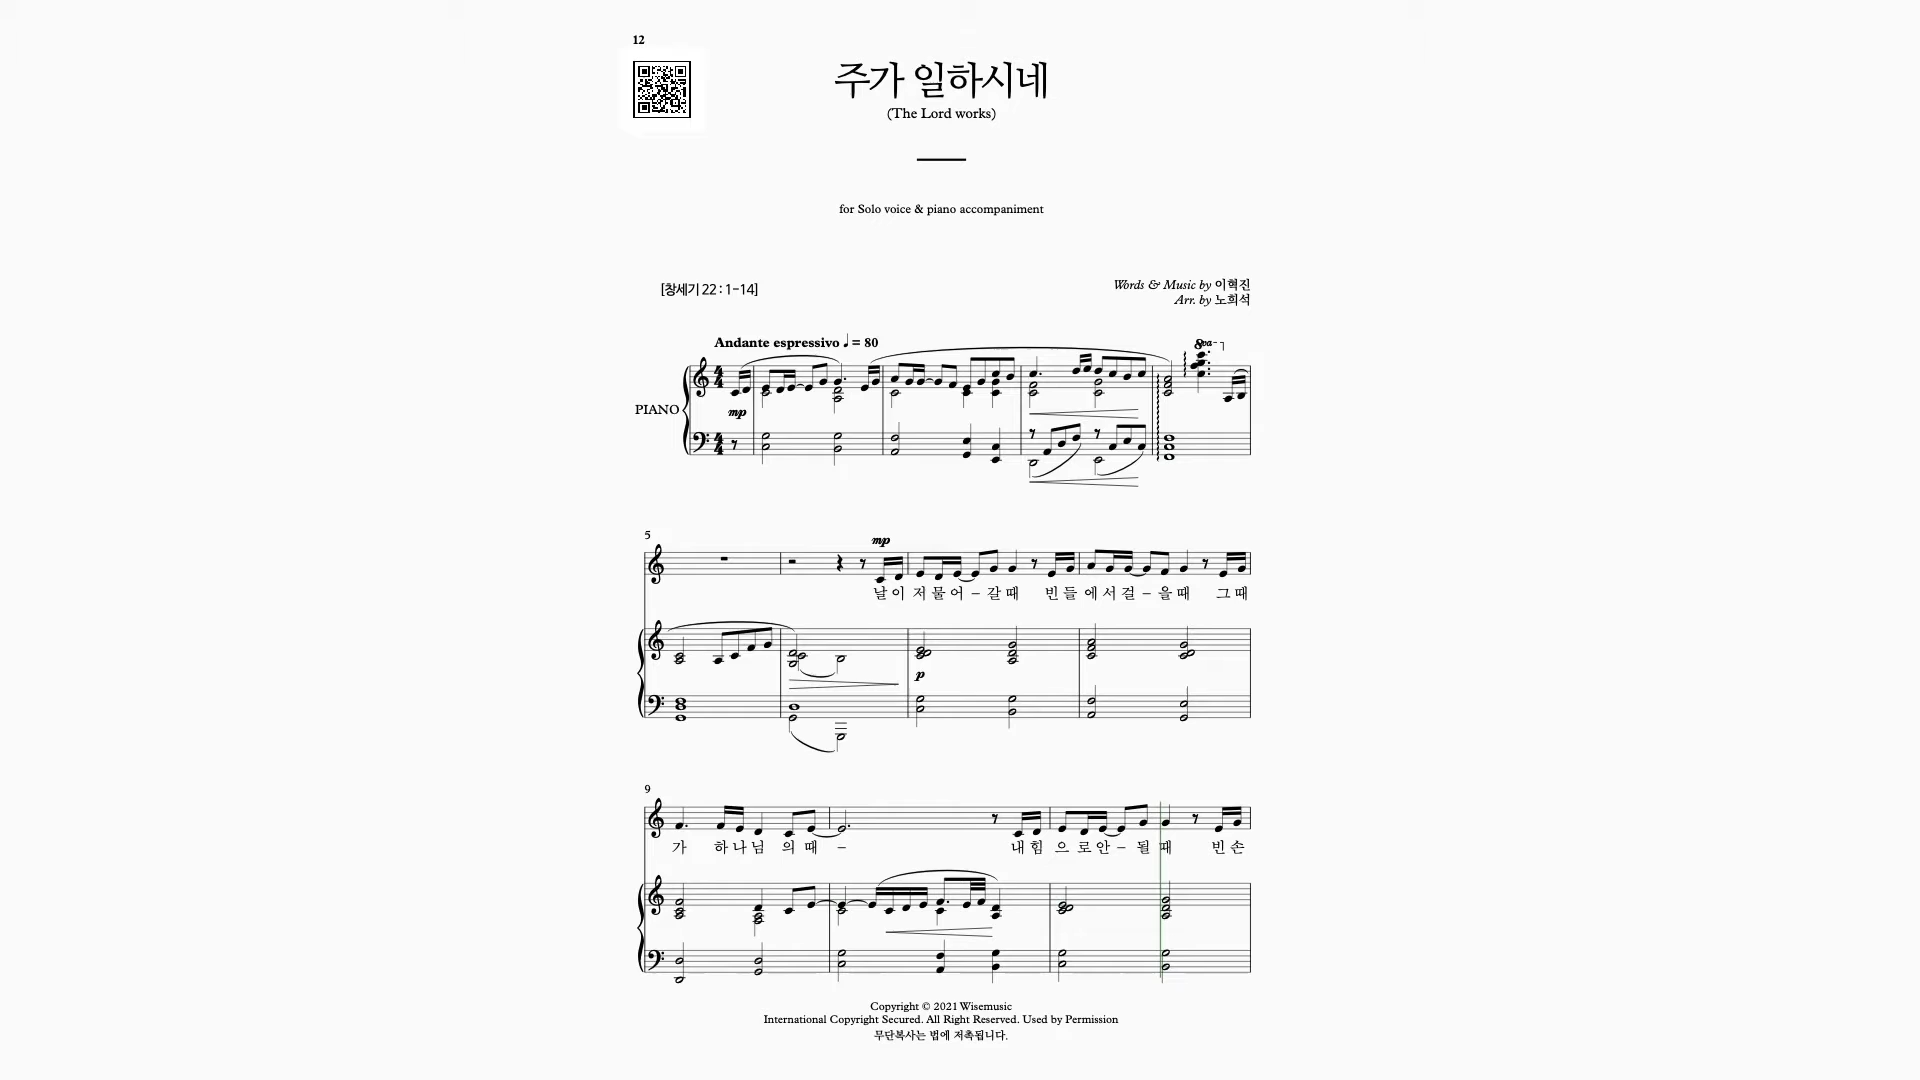 12
주가 일하시네
(The Lord works)
for Solo voice & piano accompaniment
[창세기 22 : 1-14]
Words & Music by 이혁진
Arr. by 노희석
Andante espressivo ♩ = 80
8va
PIANO
mp
5
mp
날 이 저 물 어 - 갈 때 빈 들 에 서 걸 - 을 때 그 때
p
9
가 하 나 님 의 때 - 내 힘 으 로 안 - 될 때 빈 손
Copyright © 2021 Wisemusic
International Copyright Secured. All Right Reserved. Used by Permission
무단복사는 법에 저촉됩니다.